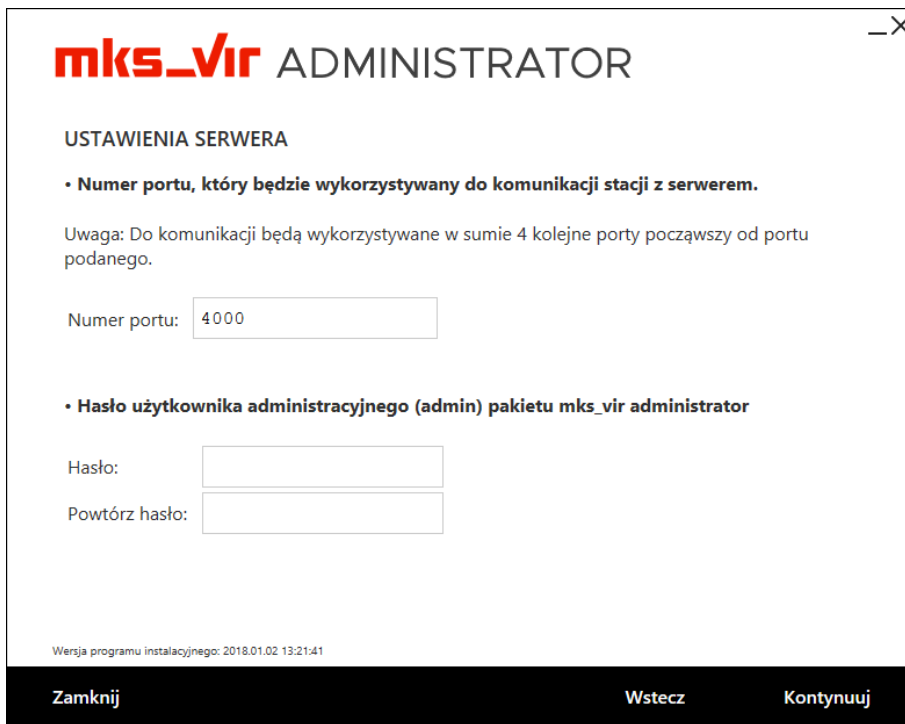 mks_vir ADMINISTRATOR
USTAWIENIA SERWERA
• Numer portu, który będzie wykorzystywany do komunikacji stacji z serwerem.
Uwaga: Do komunikacji będą wykorzystywane w sumie 4 kolejne porty począwszy od portu
podanego.
Numer portu: 4000
• Hasło użytkownika administracyjnego (admin) pakietu mks_vir administrator
Hasło:
Powtórz hasło:
Wersja programu instalacyjnego: 2018.01.02 13:21:41
Zamknij Wstecz Kontynuuj